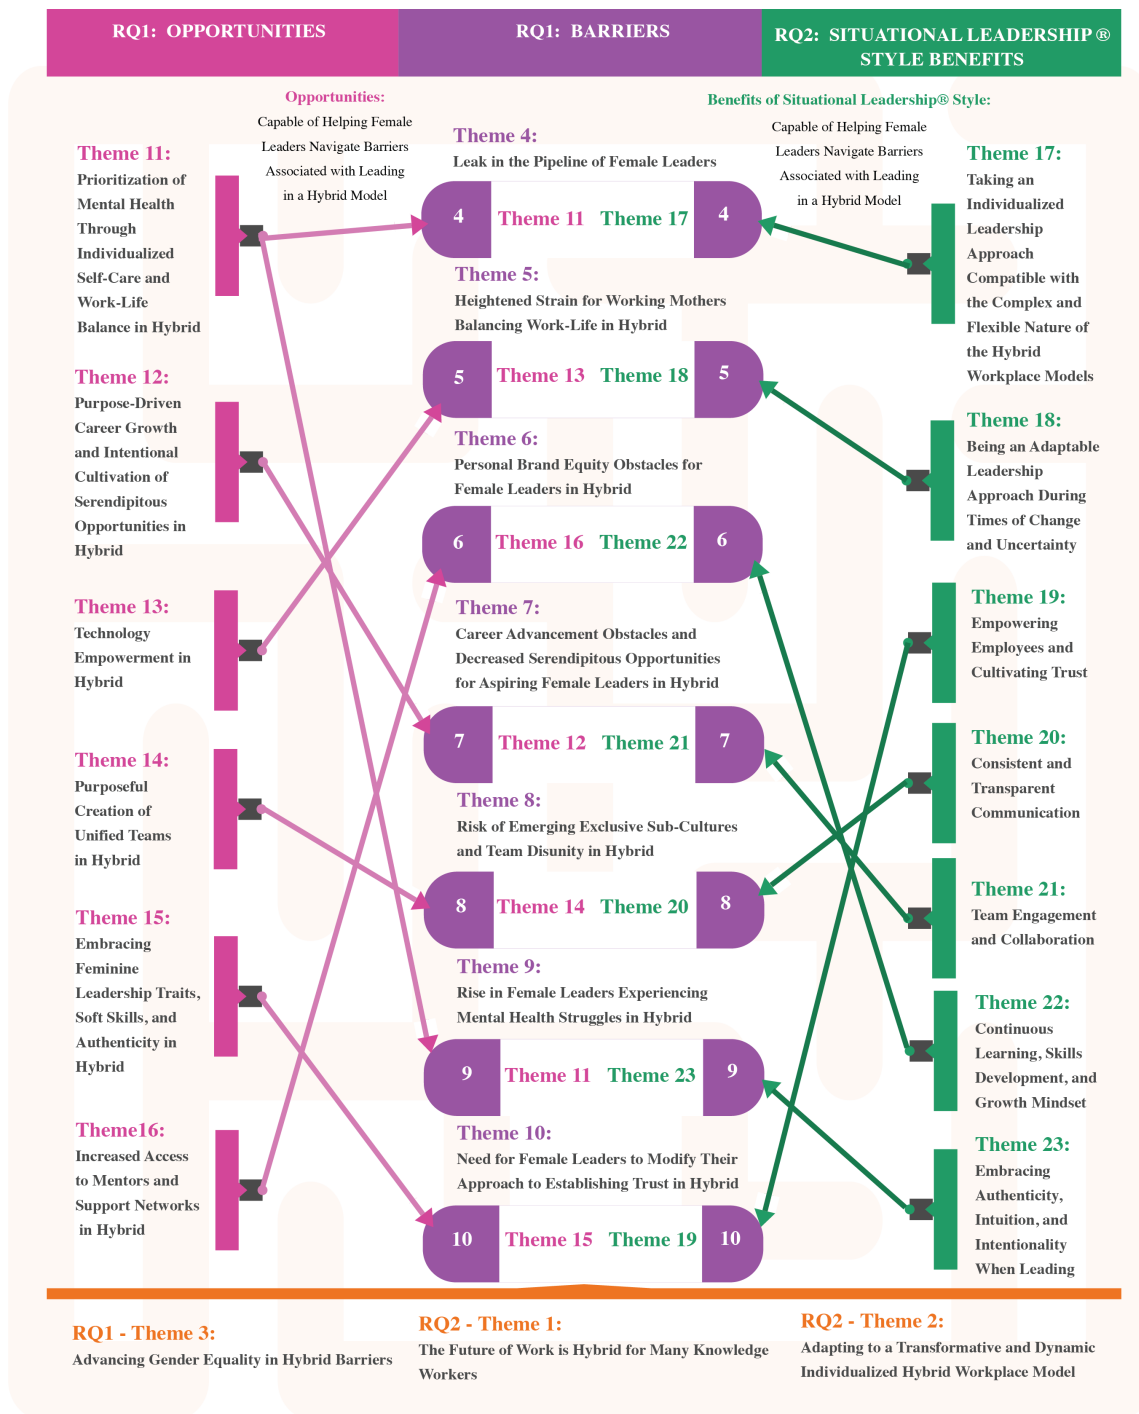 RQ1:  OPPORTUNITIES
RQ1:  BARRIERS
RQ2:  SITUATIONAL LEADERSHIP ®
STYLE BENEFITS
Opportunities:
Capable of Helping Female
Leaders Navigate Barriers
Associated with Leading
in a Hybrid Model
Benefits of Situational Leadership® Style:
Capable of Helping Female
Leaders Navigate Barriers
Associated with Leading
in a Hybrid Model
Theme 11:
Prioritization of
Mental Health
Through
Individualized
Self-Care and
Work-Life
Balance in Hybrid
Theme 12:
Purpose-Driven
Career Growth
and Intentional
Cultivation of
Serendipitous
Opportunities in
Hybrid
Theme 13:
Technology
Empowerment in
Hybrid
Theme 14:
Purposeful
Creation of
Unified Teams
in Hybrid
Theme 15:
Embracing
Feminine
Leadership Traits,
Soft Skills, and
Authenticity in
Hybrid
Theme16:
Increased Access
to Mentors and
Support Networks
in Hybrid
Theme 4:
Leak in the Pipeline of Female Leaders
4 Theme 11 Theme 17 4
Theme 5:
Heightened Strain for Working Mothers
Balancing Work-Life in Hybrid
5 Theme 13 Theme 18 5
Theme 6:
Personal Brand Equity Obstacles for
Female Leaders in Hybrid
6 Theme 16 Theme 22 6
Theme 7:
Career Advancement Obstacles and
Decreased Serendipitous Opportunities
for Aspiring Female Leaders in Hybrid
7 Theme 12 Theme 21 7
Theme 8:
Risk of Emerging Exclusive Sub-Cultures
and Team Disunity in Hybrid
8 Theme 14 Theme 20 8
Theme 9:
Rise in Female Leaders Experiencing
Mental Health Struggles in Hybrid
9 Theme 11 Theme 23 9
Theme 10:
Need for Female Leaders to Modify Their
Approach to Establishing Trust in Hybrid
10 Theme 15 Theme 19 10
Theme 17:
Taking an
Individualized
Leadership
Approach
Compatible with
the Complex and
Flexible Nature of
the Hybrid
Workplace Models
Theme 18:
Being an Adaptable
Leadership
Approach During
Times of Change
and Uncertainty
Theme 19:
Empowering
Employees and
Cultivating Trust
Theme 20:
Consistent and
Transparent
Communication
Theme 21:
Team Engagement
and Collaboration
Theme 22:
Continuous
Learning, Skills
Development, and
Growth Mindset
Theme 23:
Embracing
Authenticity,
Intuition, and
Intentionality
When Leading
RQ1 - Theme 3:
Advancing Gender Equality in Hybrid Barriers
RQ2 - Theme 1:
The Future of Work is Hybrid for Many Knowledge
Workers
RQ2 - Theme 2:
Adapting to a Transformative and Dynamic
Individualized Hybrid Workplace Model